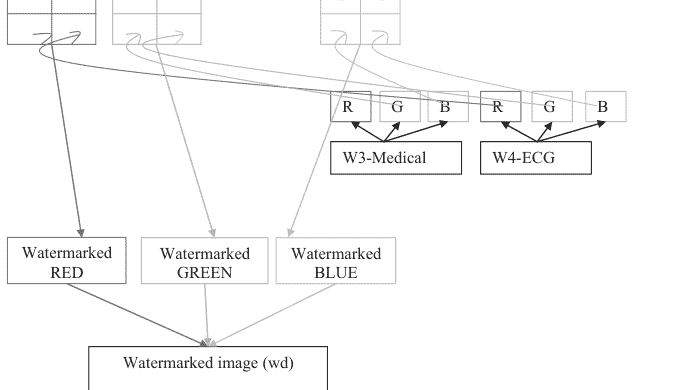 R G B R G B
W3-Medical W4-ECG
Watermarked
RED
Watermarked
GREEN
Watermarked
BLUE
Watermarked image (wd)